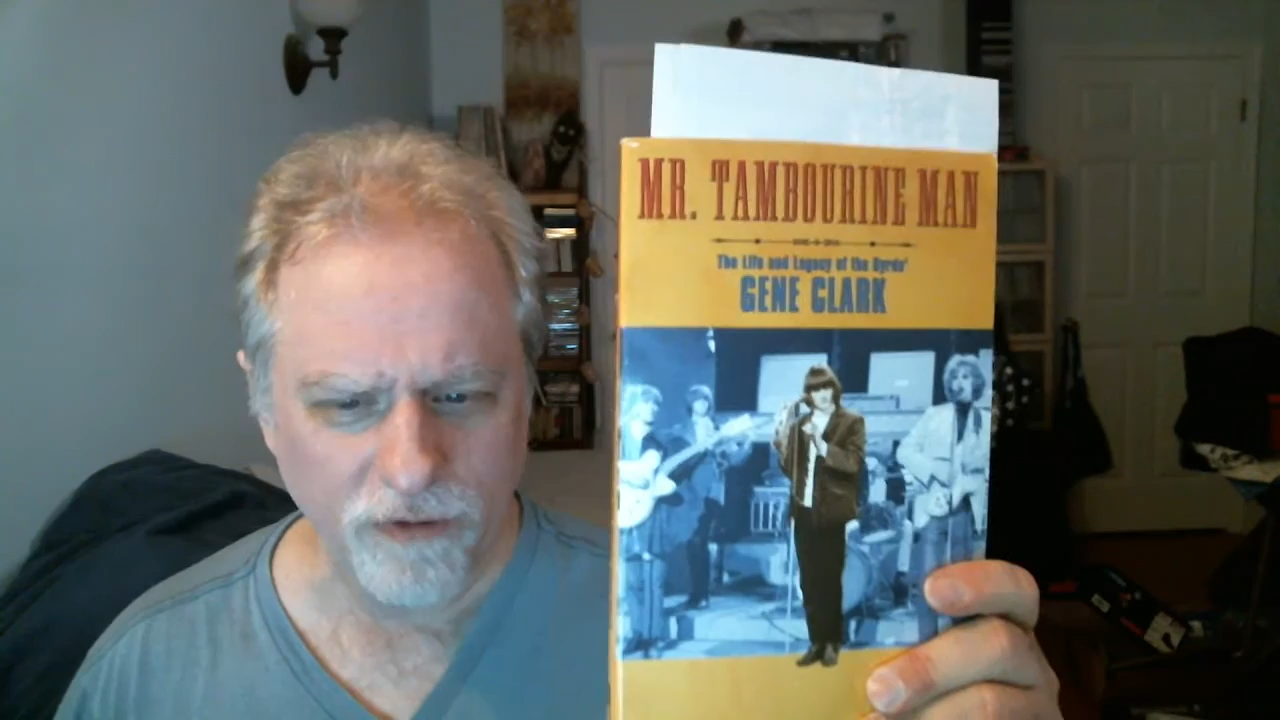 MR. TAMBOURINE MAN
The Life and Legacy of the Byrds'
GENE CLARK